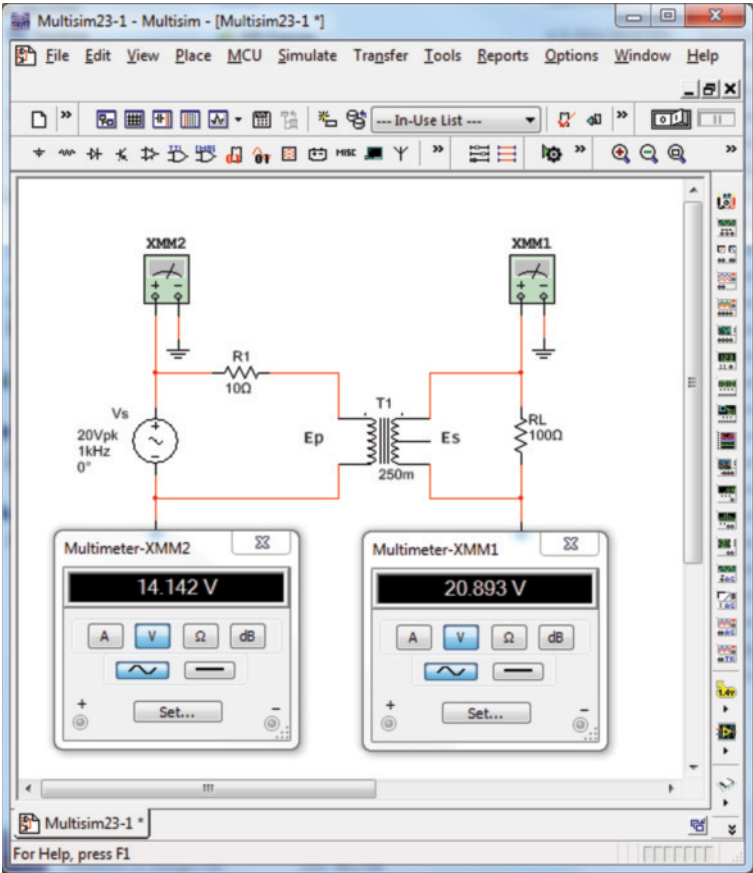 Multisim23-1 - Multisim - [Multisim23-1 *]
File Edit View Place MCU Simulate Transfer Tools Reports Options Window Help
--- In-Use List ---
MISC
XMM2
XMM1
R1
10Ω
Vs
20Vpk
1kHz
0°
Ep
T1
Es
250m
RL
100Ω
Multimeter-XMM2
14.142 V
A V Ω dB
Set...
Multimeter-XMM1
20.893 V
A V Ω dB
Set...
Multisim23-1 *
For Help, press F1